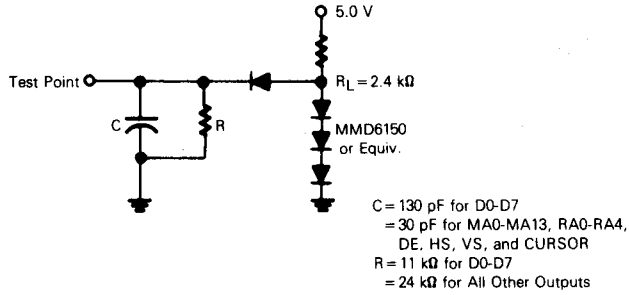 5.0 V
Test Point
R_L = 2.4 kΩ
C
R
MMD6150
or Equiv.
C = 130 pF for D0-D7
= 30 pF for MA0-MA13, RA0-RA4,
DE, HS, VS, and CURSOR
R = 11 kΩ for D0-D7
= 24 kΩ for All Other Outputs